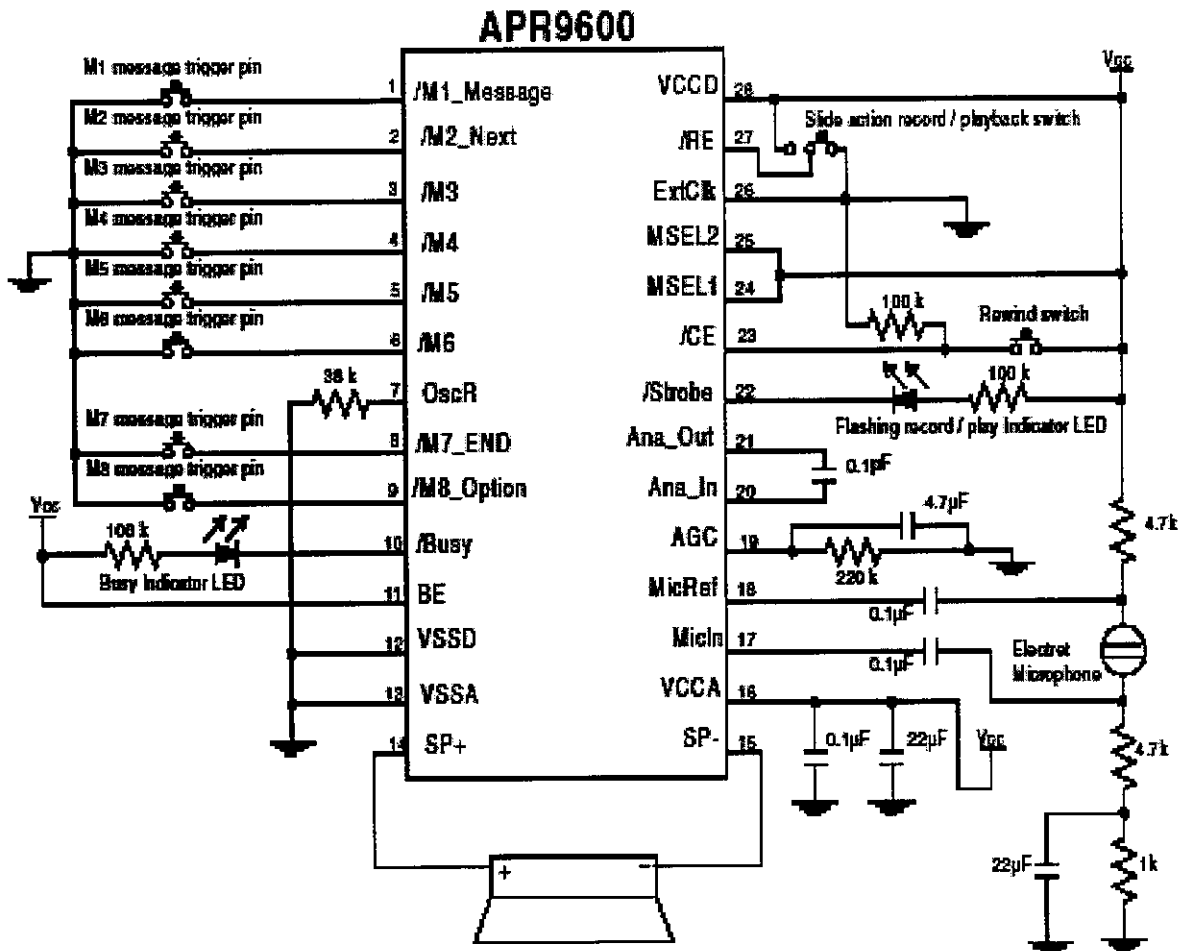 APR9600
M1 message trigger pin
M2 message trigger pin
M3 message trigger pin
M4 message trigger pin
M5 message trigger pin
M6 message trigger pin
M7 message trigger pin
M8 message trigger pin
1 /M1_Message
2 /M2_Next
3 /M3
4 /M4
5 /M5
6 /M6
38 k
7 OscR
8 /M7_END
9 /M8_Option
Vcc
100 k
10 /Busy
Busy Indicator LED
11 BE
12 VSSD
13 VSSA
14 SP+
VCCD 28
Vcc
Slide action record / playback switch
/RE 27
ExtClk 26
MSEL2 25
MSEL1 24
100 k
Rewind switch
/CE 23
100 k
/Strobe 22
Flashing record / play Indicator LED
Ana_Out 21
0.1µF
Ana_In 20
4.7µF
4.7k
AGC 19
220 k
MicRef 18
0.1µF
MicIn 17
0.1µF
Electret
Microphone
VCCA 16
0.1µF
22µF
Vcc
4.7k
SP- 15
22µF
1k
+ -